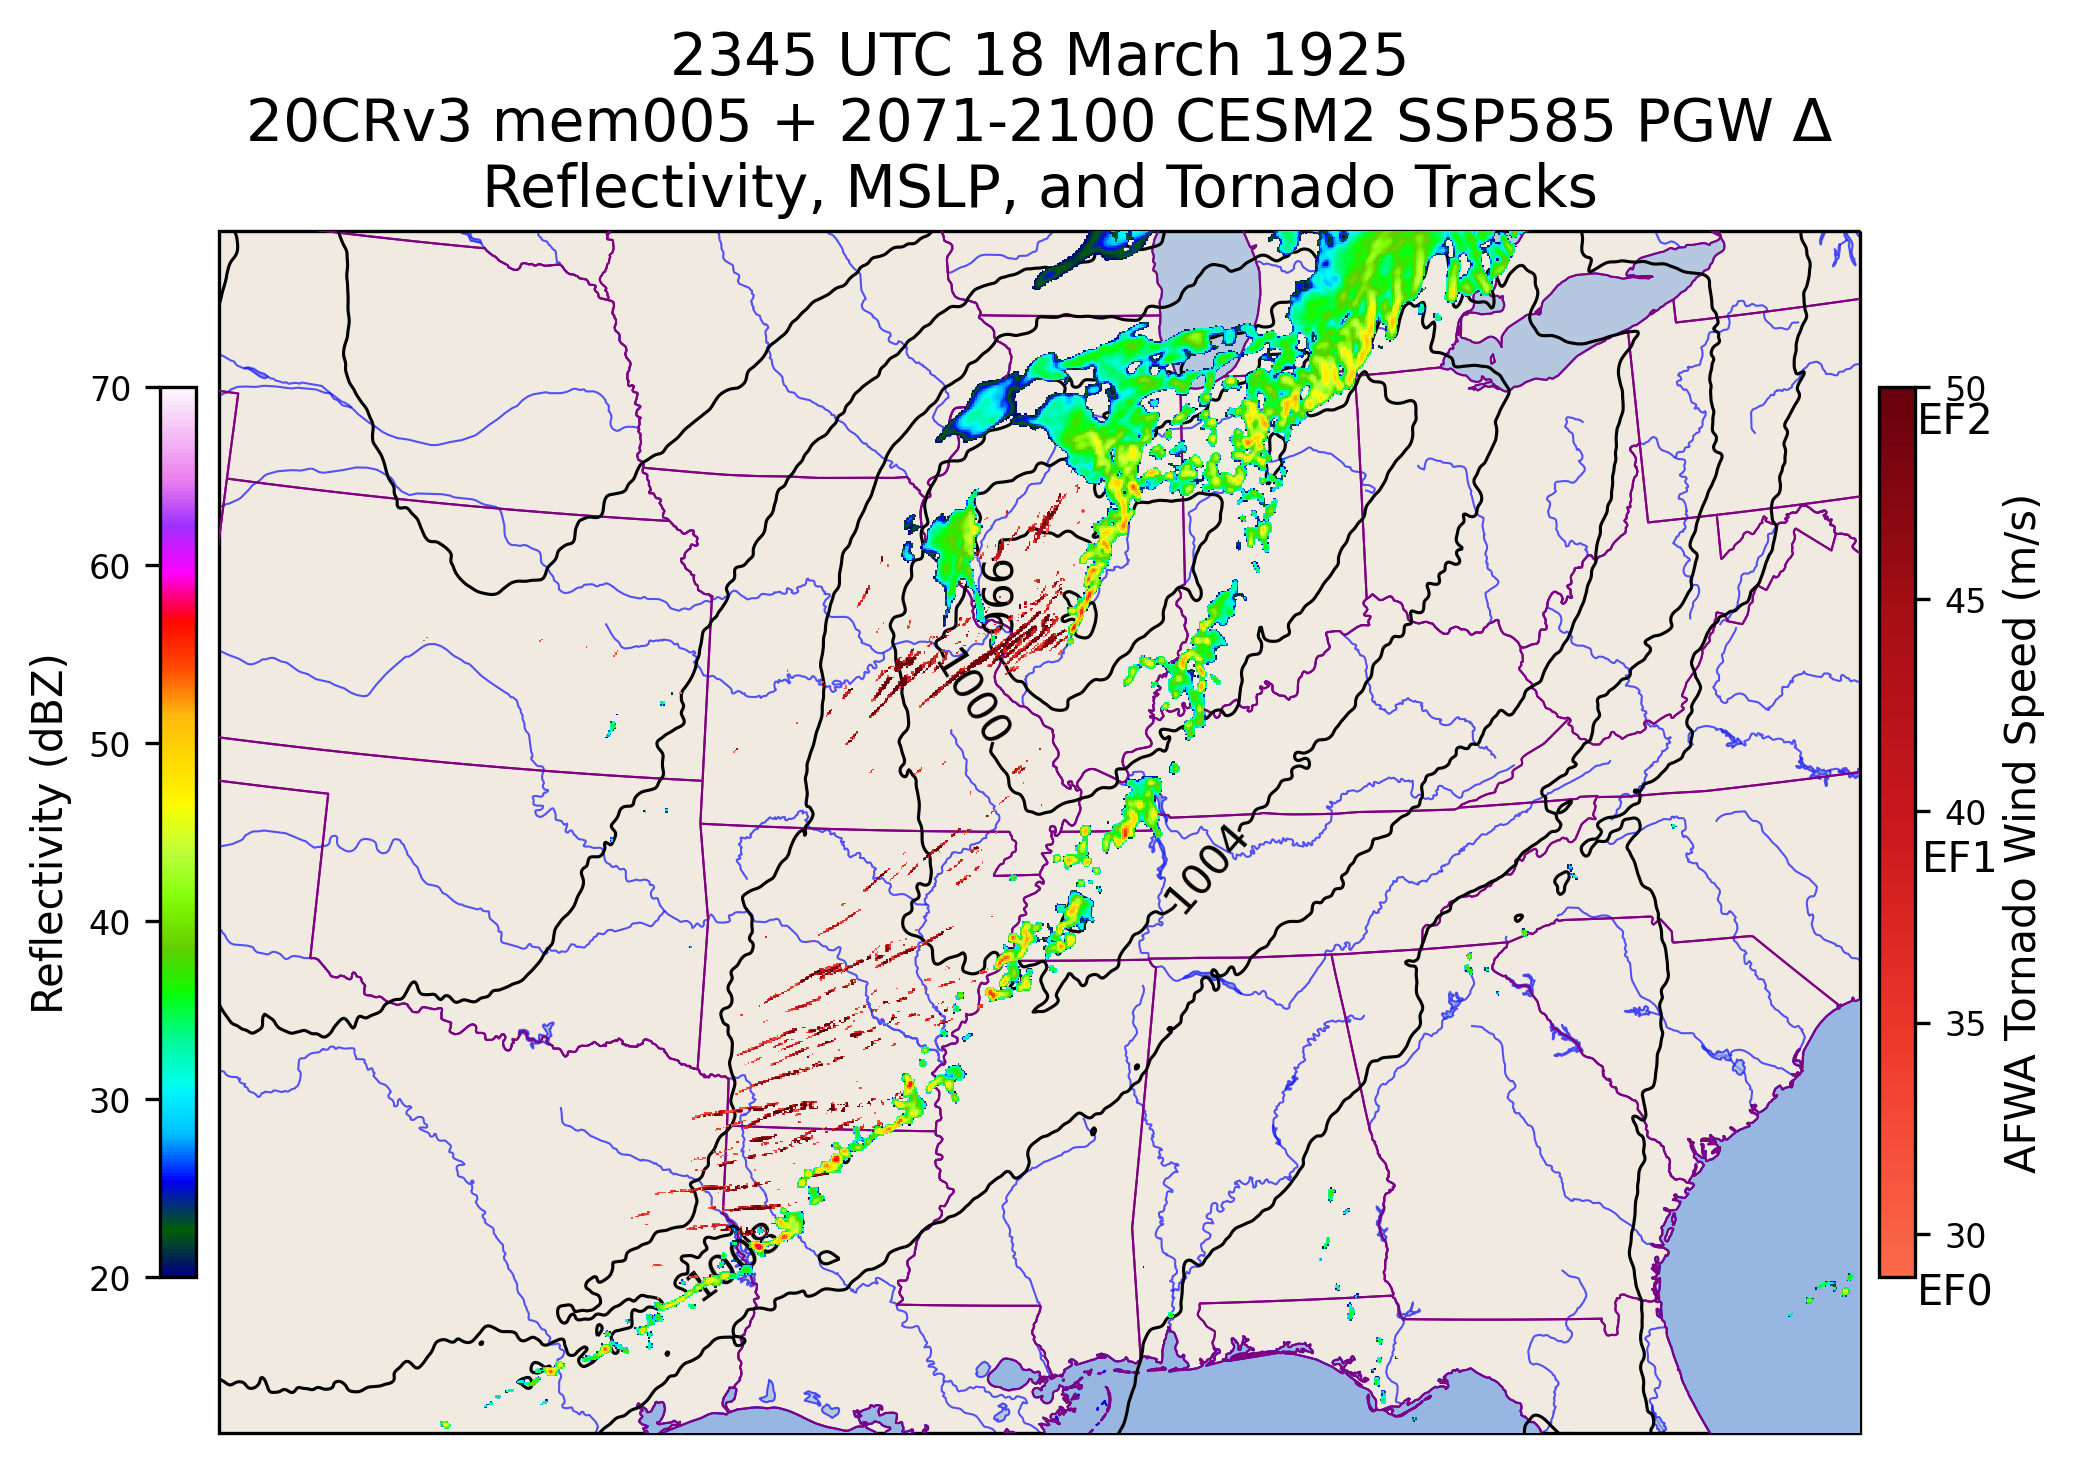 2345 UTC 18 March 1925
20CRv3 mem005 + 2071-2100 CESM2 SSP585 PGW Δ
Reflectivity, MSLP, and Tornado Tracks
Reflectivity (dBZ)
70
60
50
40
30
20
996
1000
1004
1008
50
EF2
45
40
EF1
35
30
EF0
AFWA Tornado Wind Speed (m/s)